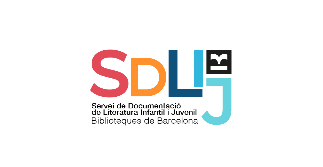 SDLIJ
Servei de Documentació
de Literatura Infantil i Juvenil
Biblioteques de Barcelona